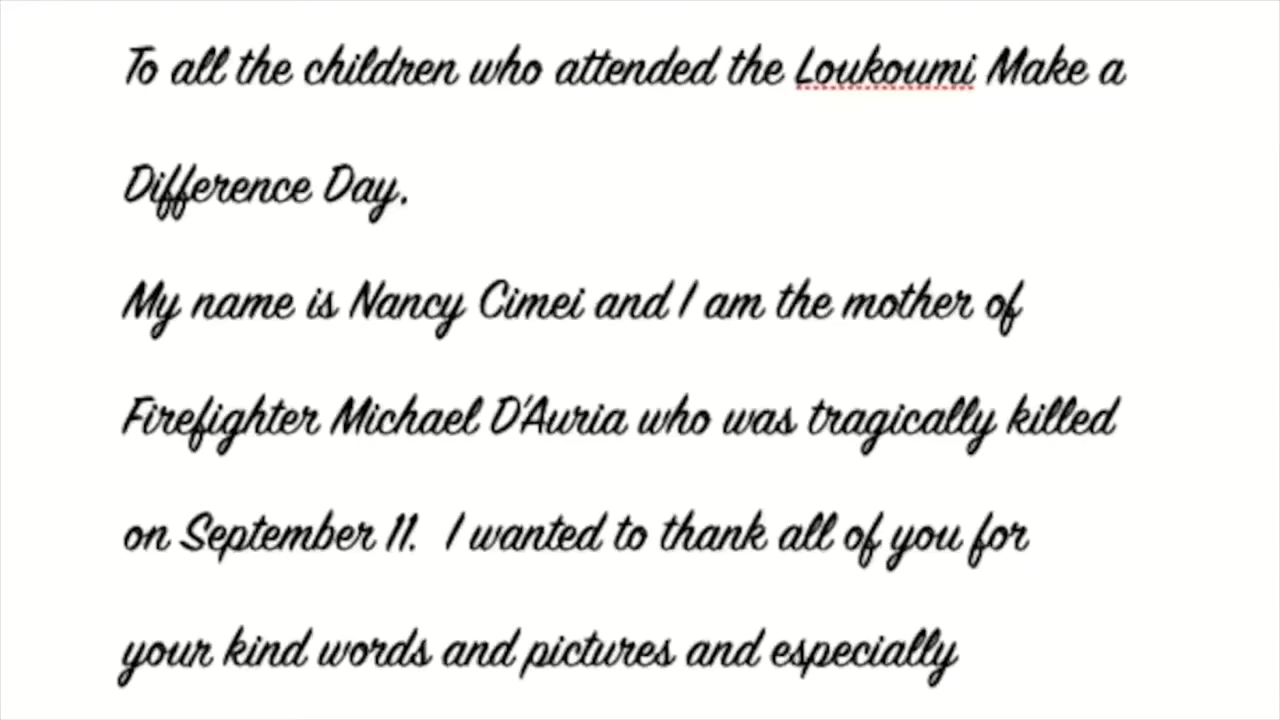 To all the children who attended the Loukoumi Make a
Difference Day.
My name is Nancy Cimei and I am the mother of
Firefighter Michael D'Auria who was tragically killed
on September 11.  I wanted to thank all of you for
your kind words and pictures and especially